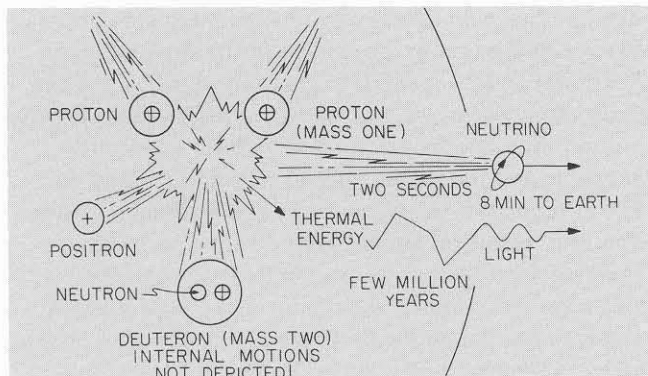 PROTON
PROTON
(MASS ONE)
NEUTRINO
TWO SECONDS
8 MIN TO EARTH
THERMAL
ENERGY
LIGHT
POSITRON
NEUTRON
FEW MILLION
YEARS
DEUTERON (MASS TWO)
INTERNAL MOTIONS
NOT DEPICTED!